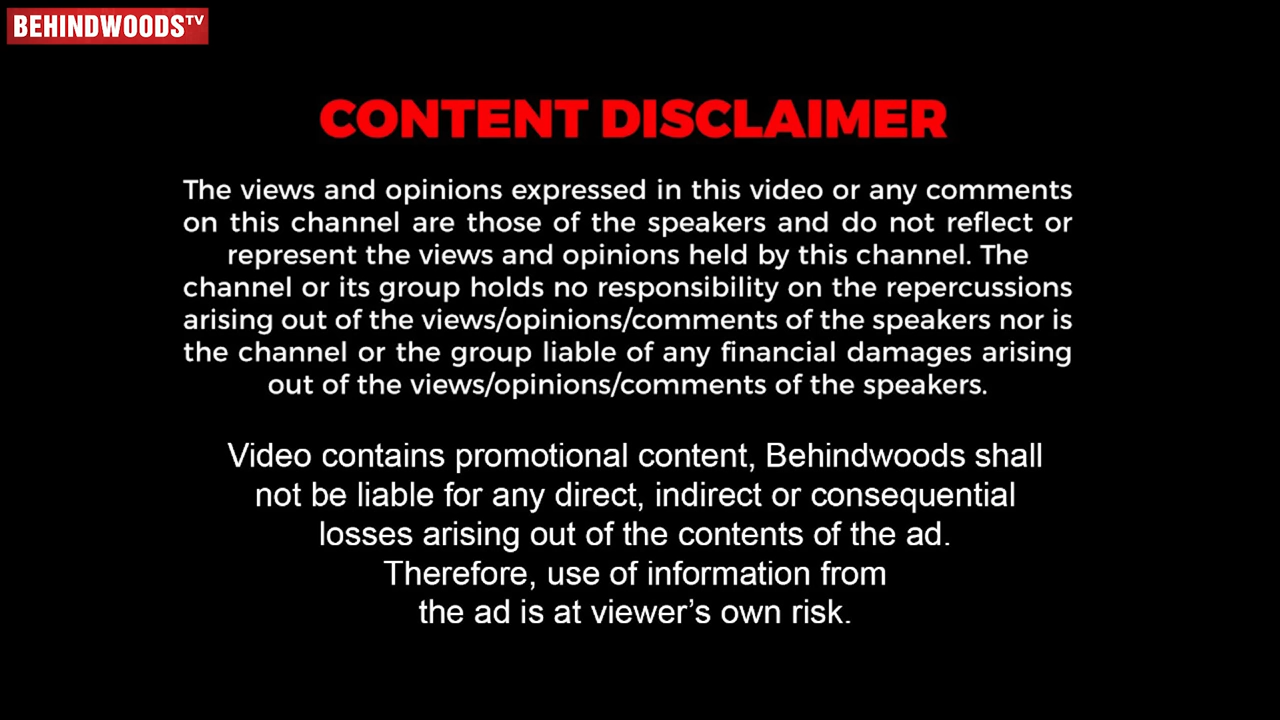 BEHINDWOODS TV
CONTENT DISCLAIMER
The views and opinions expressed in this video or any comments
on this channel are those of the speakers and do not reflect or
represent the views and opinions held by this channel. The
channel or its group holds no responsibility on the repercussions
arising out of the views/opinions/comments of the speakers nor is
the channel or the group liable of any financial damages arising
out of the views/opinions/comments of the speakers.
Video contains promotional content, Behindwoods shall
not be liable for any direct, indirect or consequential
losses arising out of the contents of the ad.
Therefore, use of information from
the ad is at viewer’s own risk.